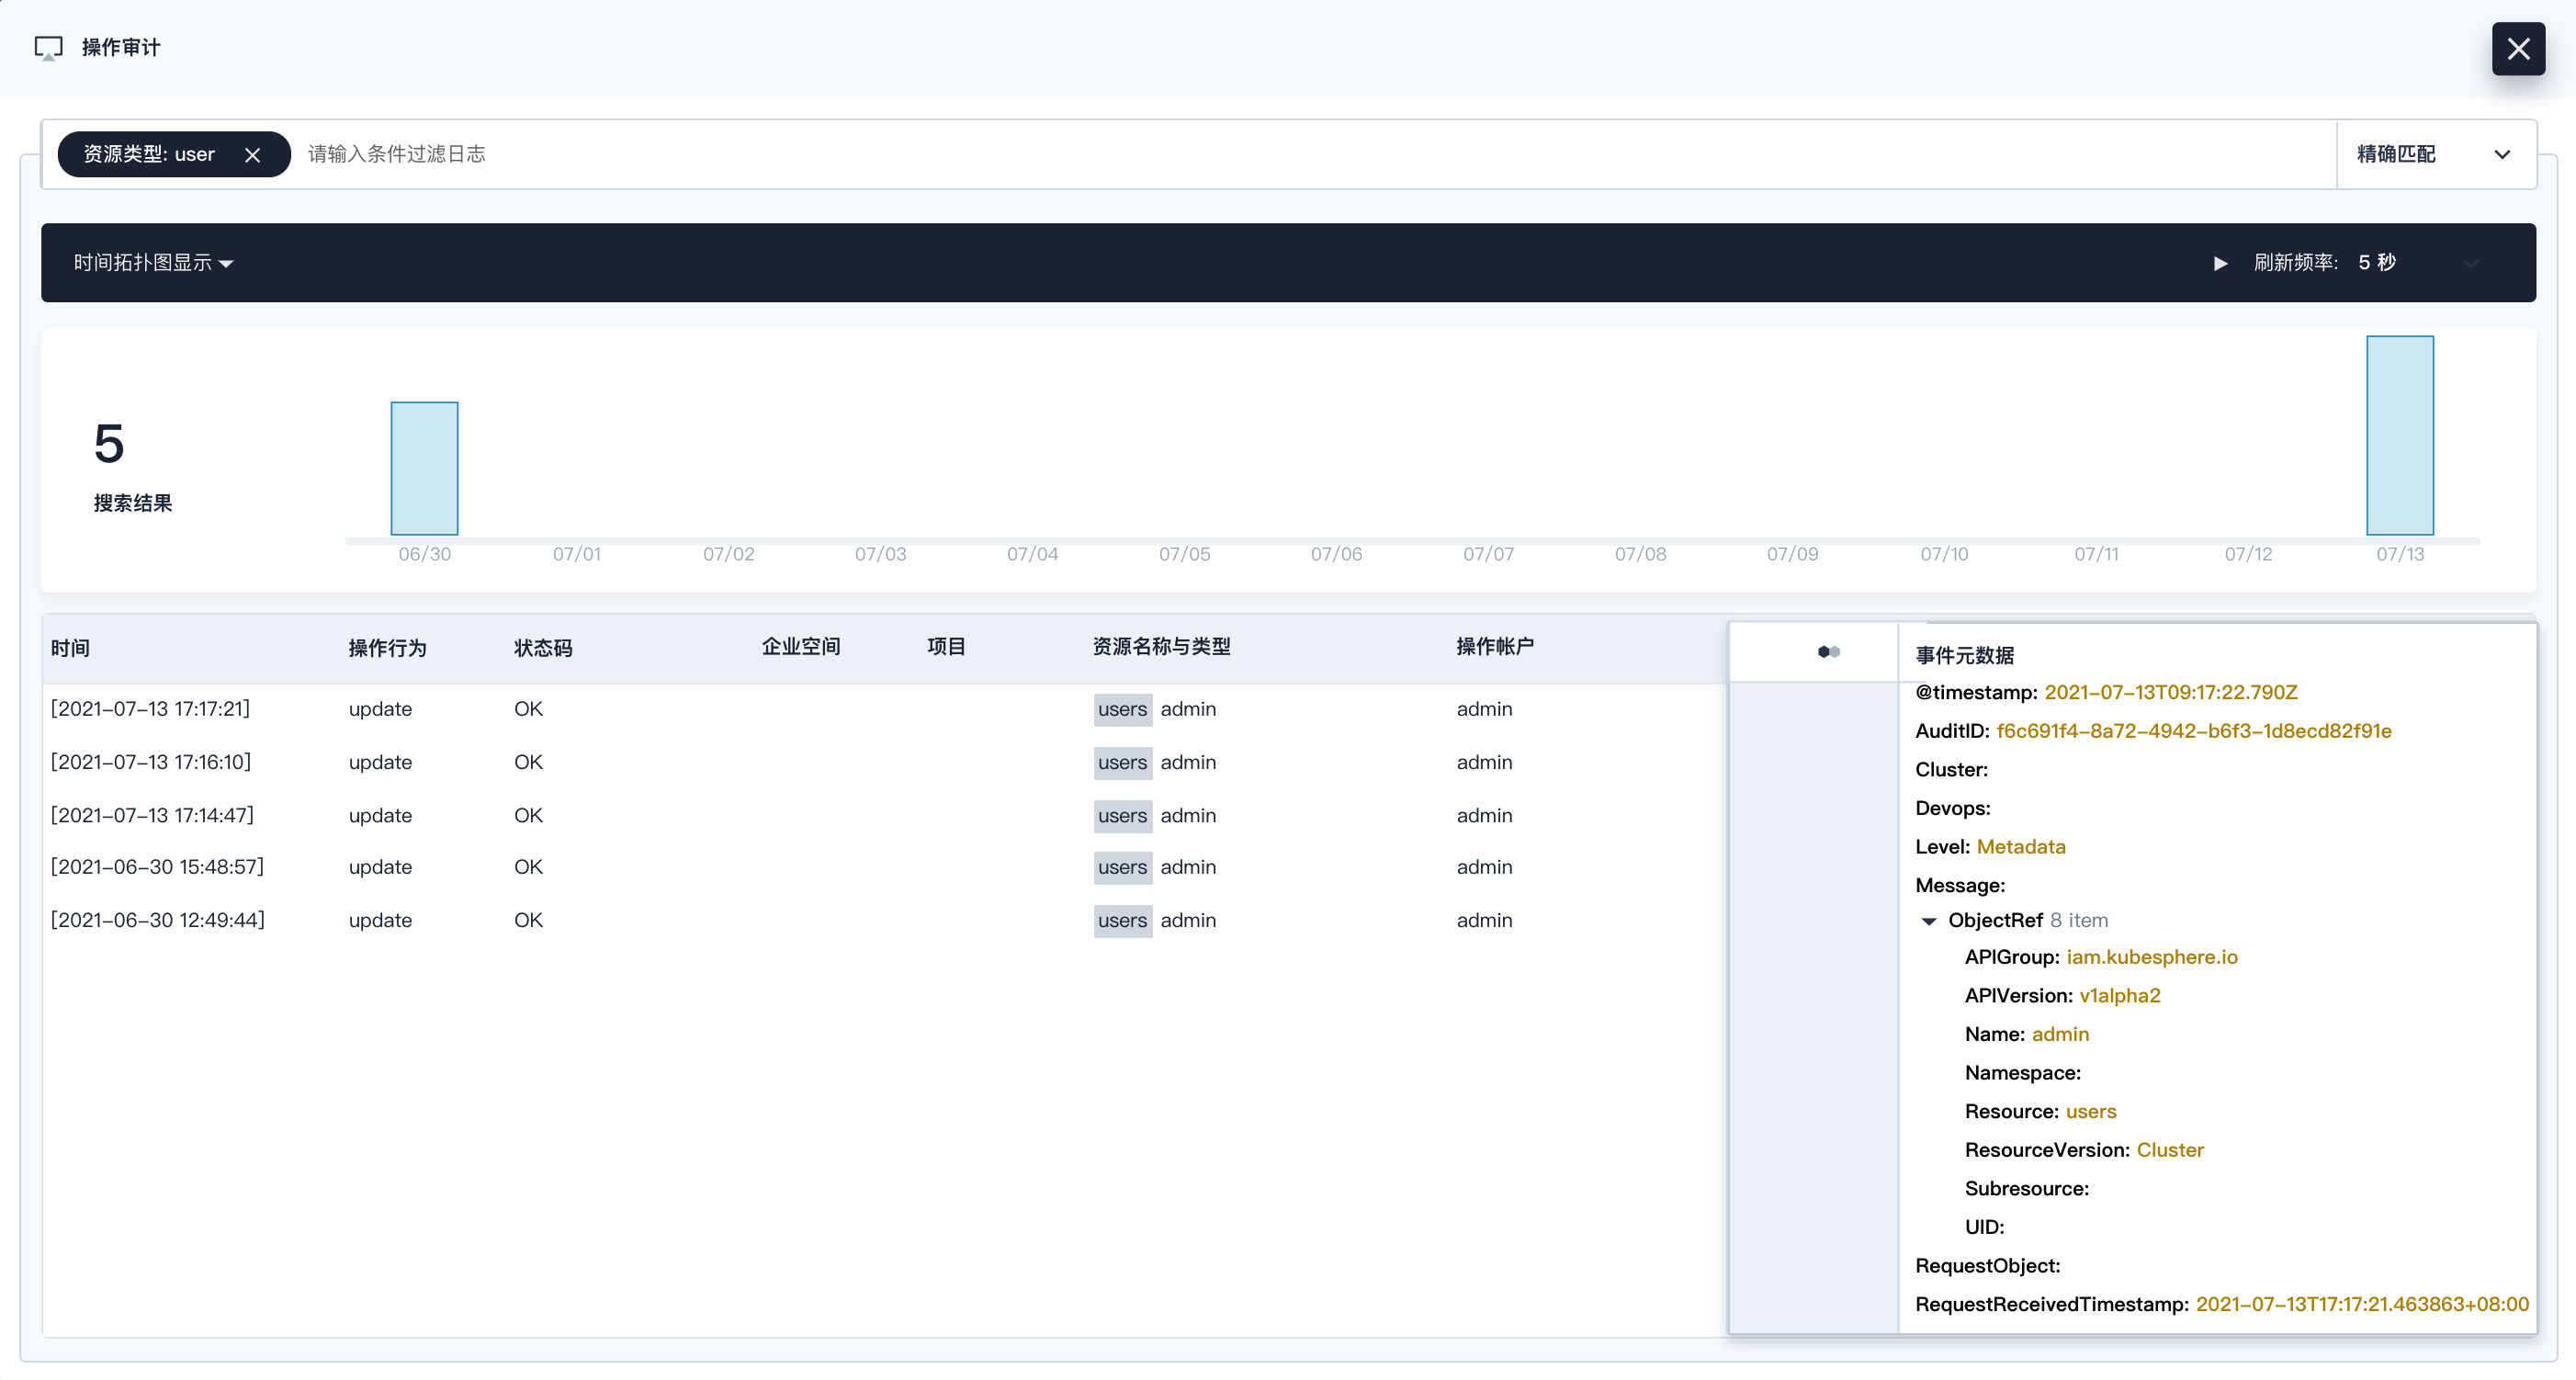 操作审计
资源类型: user 请输入条件过滤日志 精确匹配
时间拓扑图显示 刷新频率: 5 秒
5
搜索结果
06/30 07/01 07/02 07/03 07/04 07/05 07/06 07/07 07/08 07/09 07/10 07/11 07/12 07/13
时间 操作行为 状态码 企业空间 项目 资源名称与类型 操作帐户
[2021-07-13 17:17:21] update OK users admin admin
[2021-07-13 17:16:10] update OK users admin admin
[2021-07-13 17:14:47] update OK users admin admin
[2021-06-30 15:48:57] update OK users admin admin
[2021-06-30 12:49:44] update OK users admin admin
事件元数据
@timestamp: 2021-07-13T09:17:22.790Z
AuditID: f6c691f4-8a72-4942-b6f3-1d8ecd82f91e
Cluster:
Devops:
Level: Metadata
Message:
ObjectRef 8 item
APIGroup: iam.kubesphere.io
APIVersion: v1alpha2
Name: admin
Namespace:
Resource: users
ResourceVersion: Cluster
Subresource:
UID:
RequestObject:
RequestReceivedTimestamp: 2021-07-13T17:17:21.463863+08:00